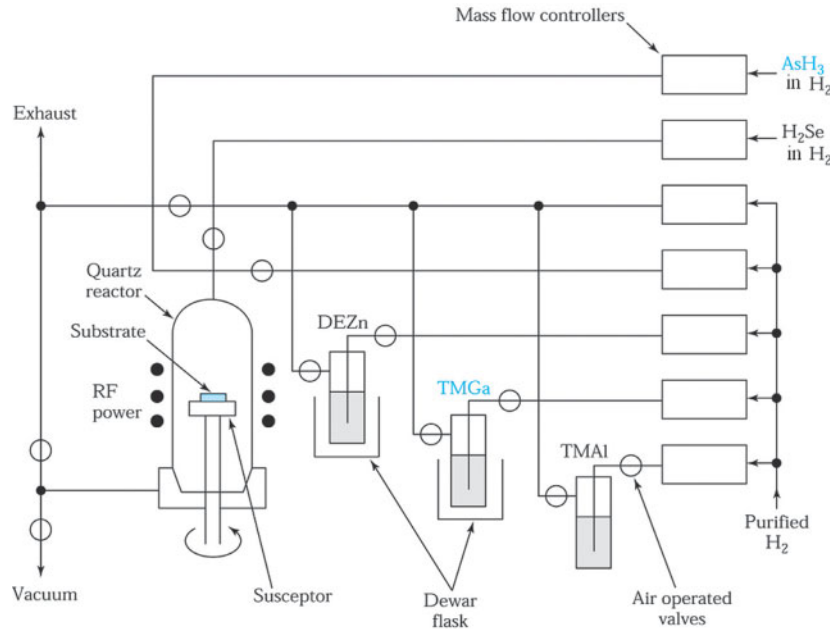 Mass flow controllers
AsH₃
in H₂
Exhaust
H₂Se
in H₂
Quartz
reactor
Substrate
DEZn
RF
power
TMGa
TMAl
Purified
H₂
Vacuum
Susceptor
Dewar
flask
Air operated
valves